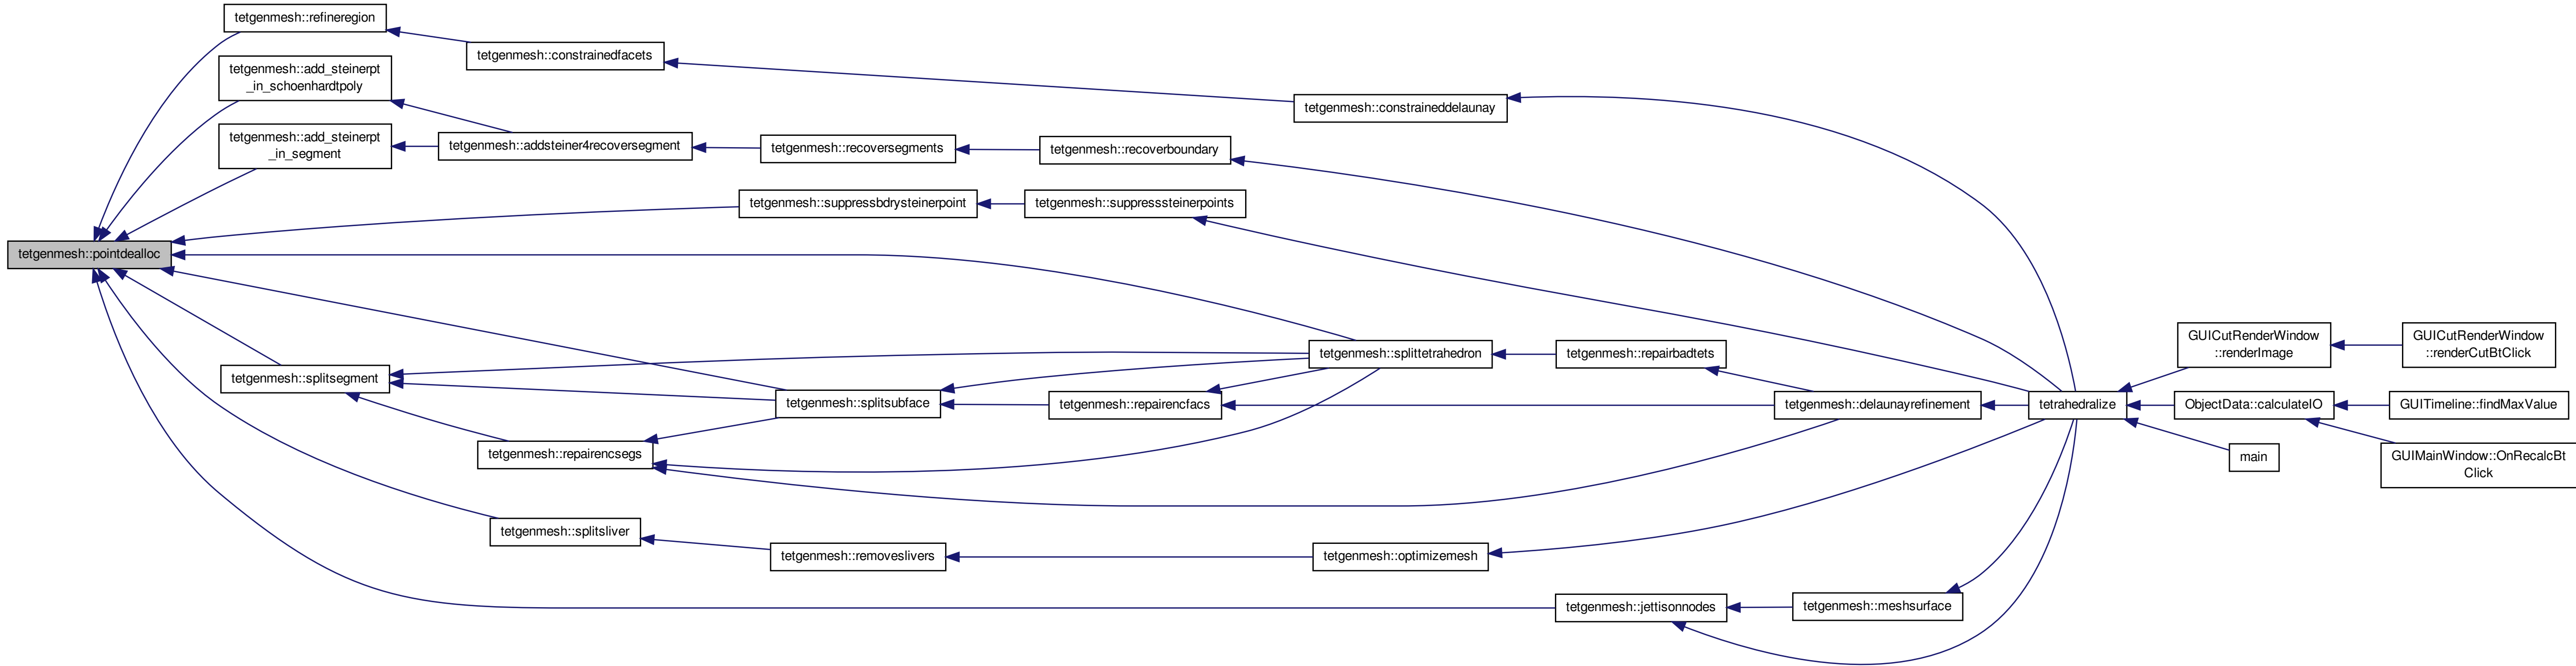 tetgenmesh::refineregion
tetgenmesh::constrainedfacets
tetgenmesh::add_steinerpt
_in_schoenhardtpoly
tetgenmesh::constraineddelaunay
tetgenmesh::add_steinerpt
_in_segment
tetgenmesh::addsteiner4recoversegment
tetgenmesh::recoversegments
tetgenmesh::recoverboundary
tetgenmesh::suppressbdrysteinerpoint
tetgenmesh::suppresssteinerpoints
tetgenmesh::pointdealloc
GUICutRenderWindow
::renderImage
GUICutRenderWindow
::renderCutBtClick
tetgenmesh::splittetrahedron
tetgenmesh::repairbadtets
tetgenmesh::splitsegment
tetgenmesh::splitsubface
tetgenmesh::repairencfacs
tetgenmesh::delaunayrefinement
tetrahedralize
ObjectData::calculateIO
GUITimeline::findMaxValue
tetgenmesh::repairencsegs
main
GUIMainWindow::OnRecalcBt
Click
tetgenmesh::splitsliver
tetgenmesh::removeslivers
tetgenmesh::optimizemesh
tetgenmesh::jettisonnodes
tetgenmesh::meshsurface